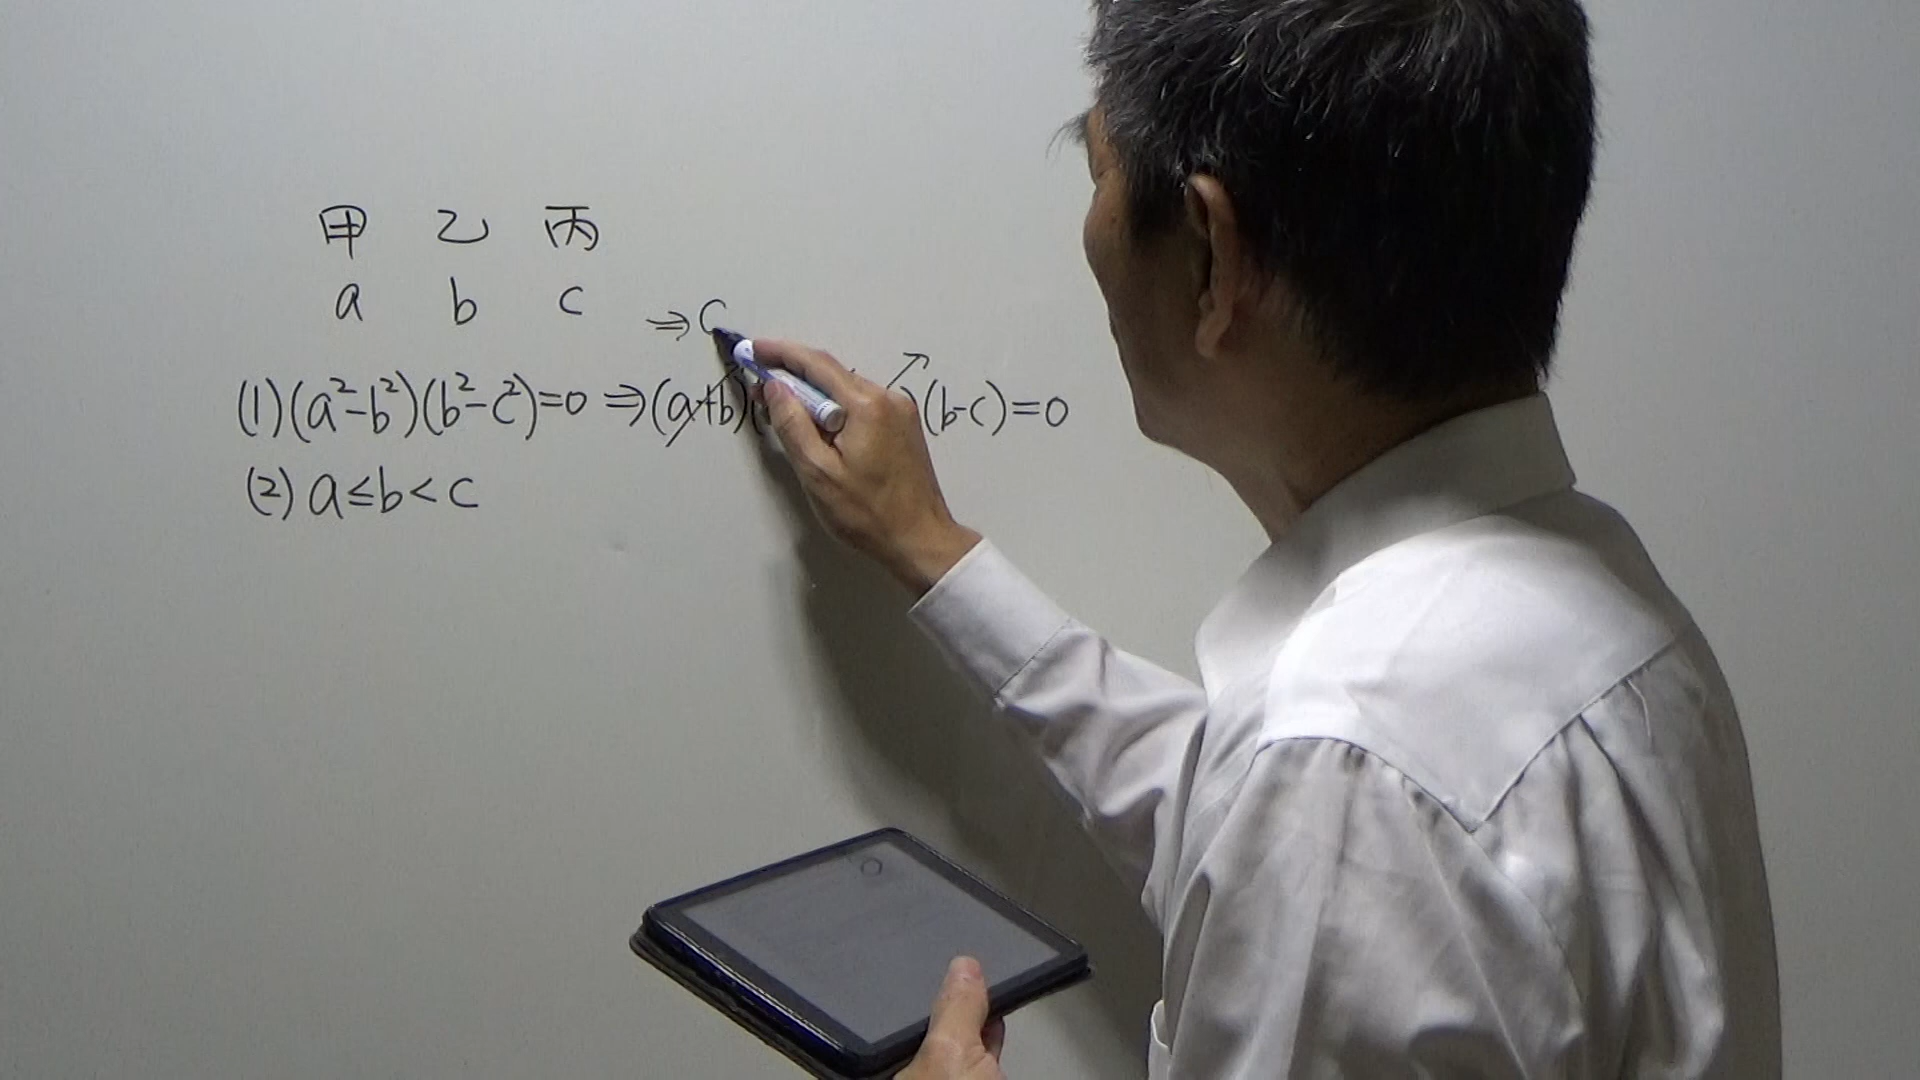 甲 乙 丙
a b c
⇒ C
(1)(a²-b²)(b²-c²)=0 ⇒(a+b)( )(b-c)=0
(2) a≤b<c